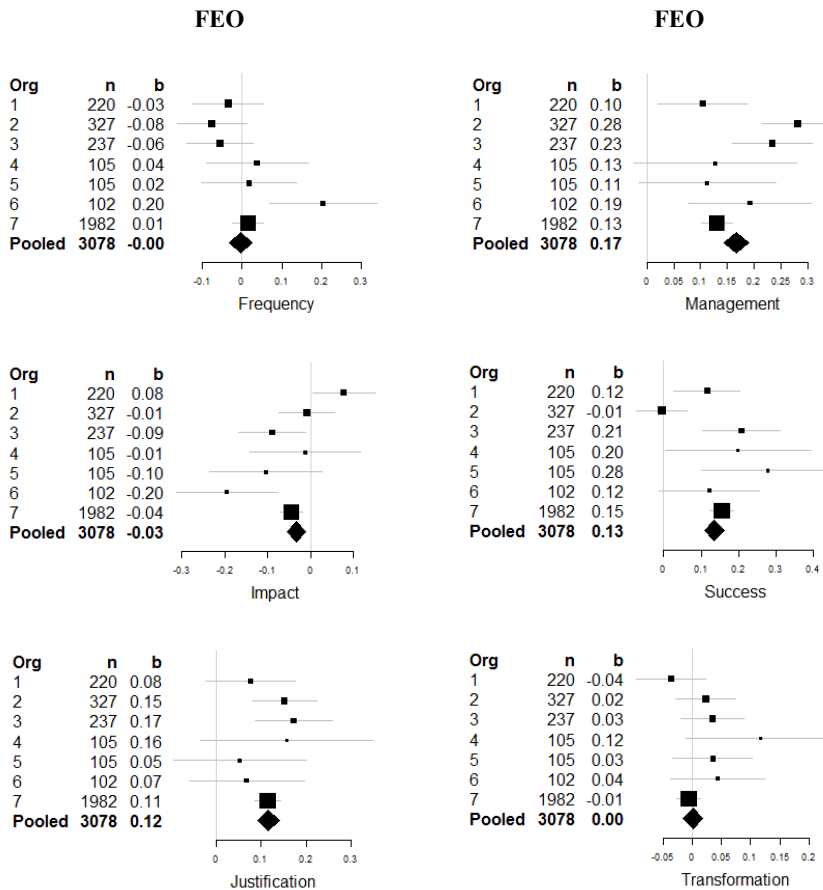 FEO
Org n b
1 220 -0.03
2 327 -0.08
3 237 -0.06
4 105 0.04
5 105 0.02
6 102 0.20
7 1982 0.01
Pooled 3078 -0.00
-0.1 0 0.1 0.2 0.3
Frequency
FEO
Org n b
1 220 0.10
2 327 0.28
3 237 0.23
4 105 0.13
5 105 0.11
6 102 0.19
7 1982 0.13
Pooled 3078 0.17
0 0.05 0.1 0.15 0.2 0.25 0.3
Management
Org n b
1 220 0.08
2 327 -0.01
3 237 -0.09
4 105 -0.01
5 105 -0.10
6 102 -0.20
7 1982 -0.04
Pooled 3078 -0.03
-0.3 -0.2 -0.1 0 0.1
Impact
Org n b
1 220 0.12
2 327 -0.01
3 237 0.21
4 105 0.20
5 105 0.28
6 102 0.12
7 1982 0.15
Pooled 3078 0.13
0 0.1 0.2 0.3 0.4
Success
Org n b
1 220 0.08
2 327 0.15
3 237 0.17
4 105 0.16
5 105 0.05
6 102 0.07
7 1982 0.11
Pooled 3078 0.12
0 0.1 0.2 0.3
Justification
Org n b
1 220 -0.04
2 327 0.02
3 237 0.03
4 105 0.12
5 105 0.03
6 102 0.04
7 1982 -0.01
Pooled 3078 0.00
-0.05 0 0.05 0.1 0.15 0.2
Transformation